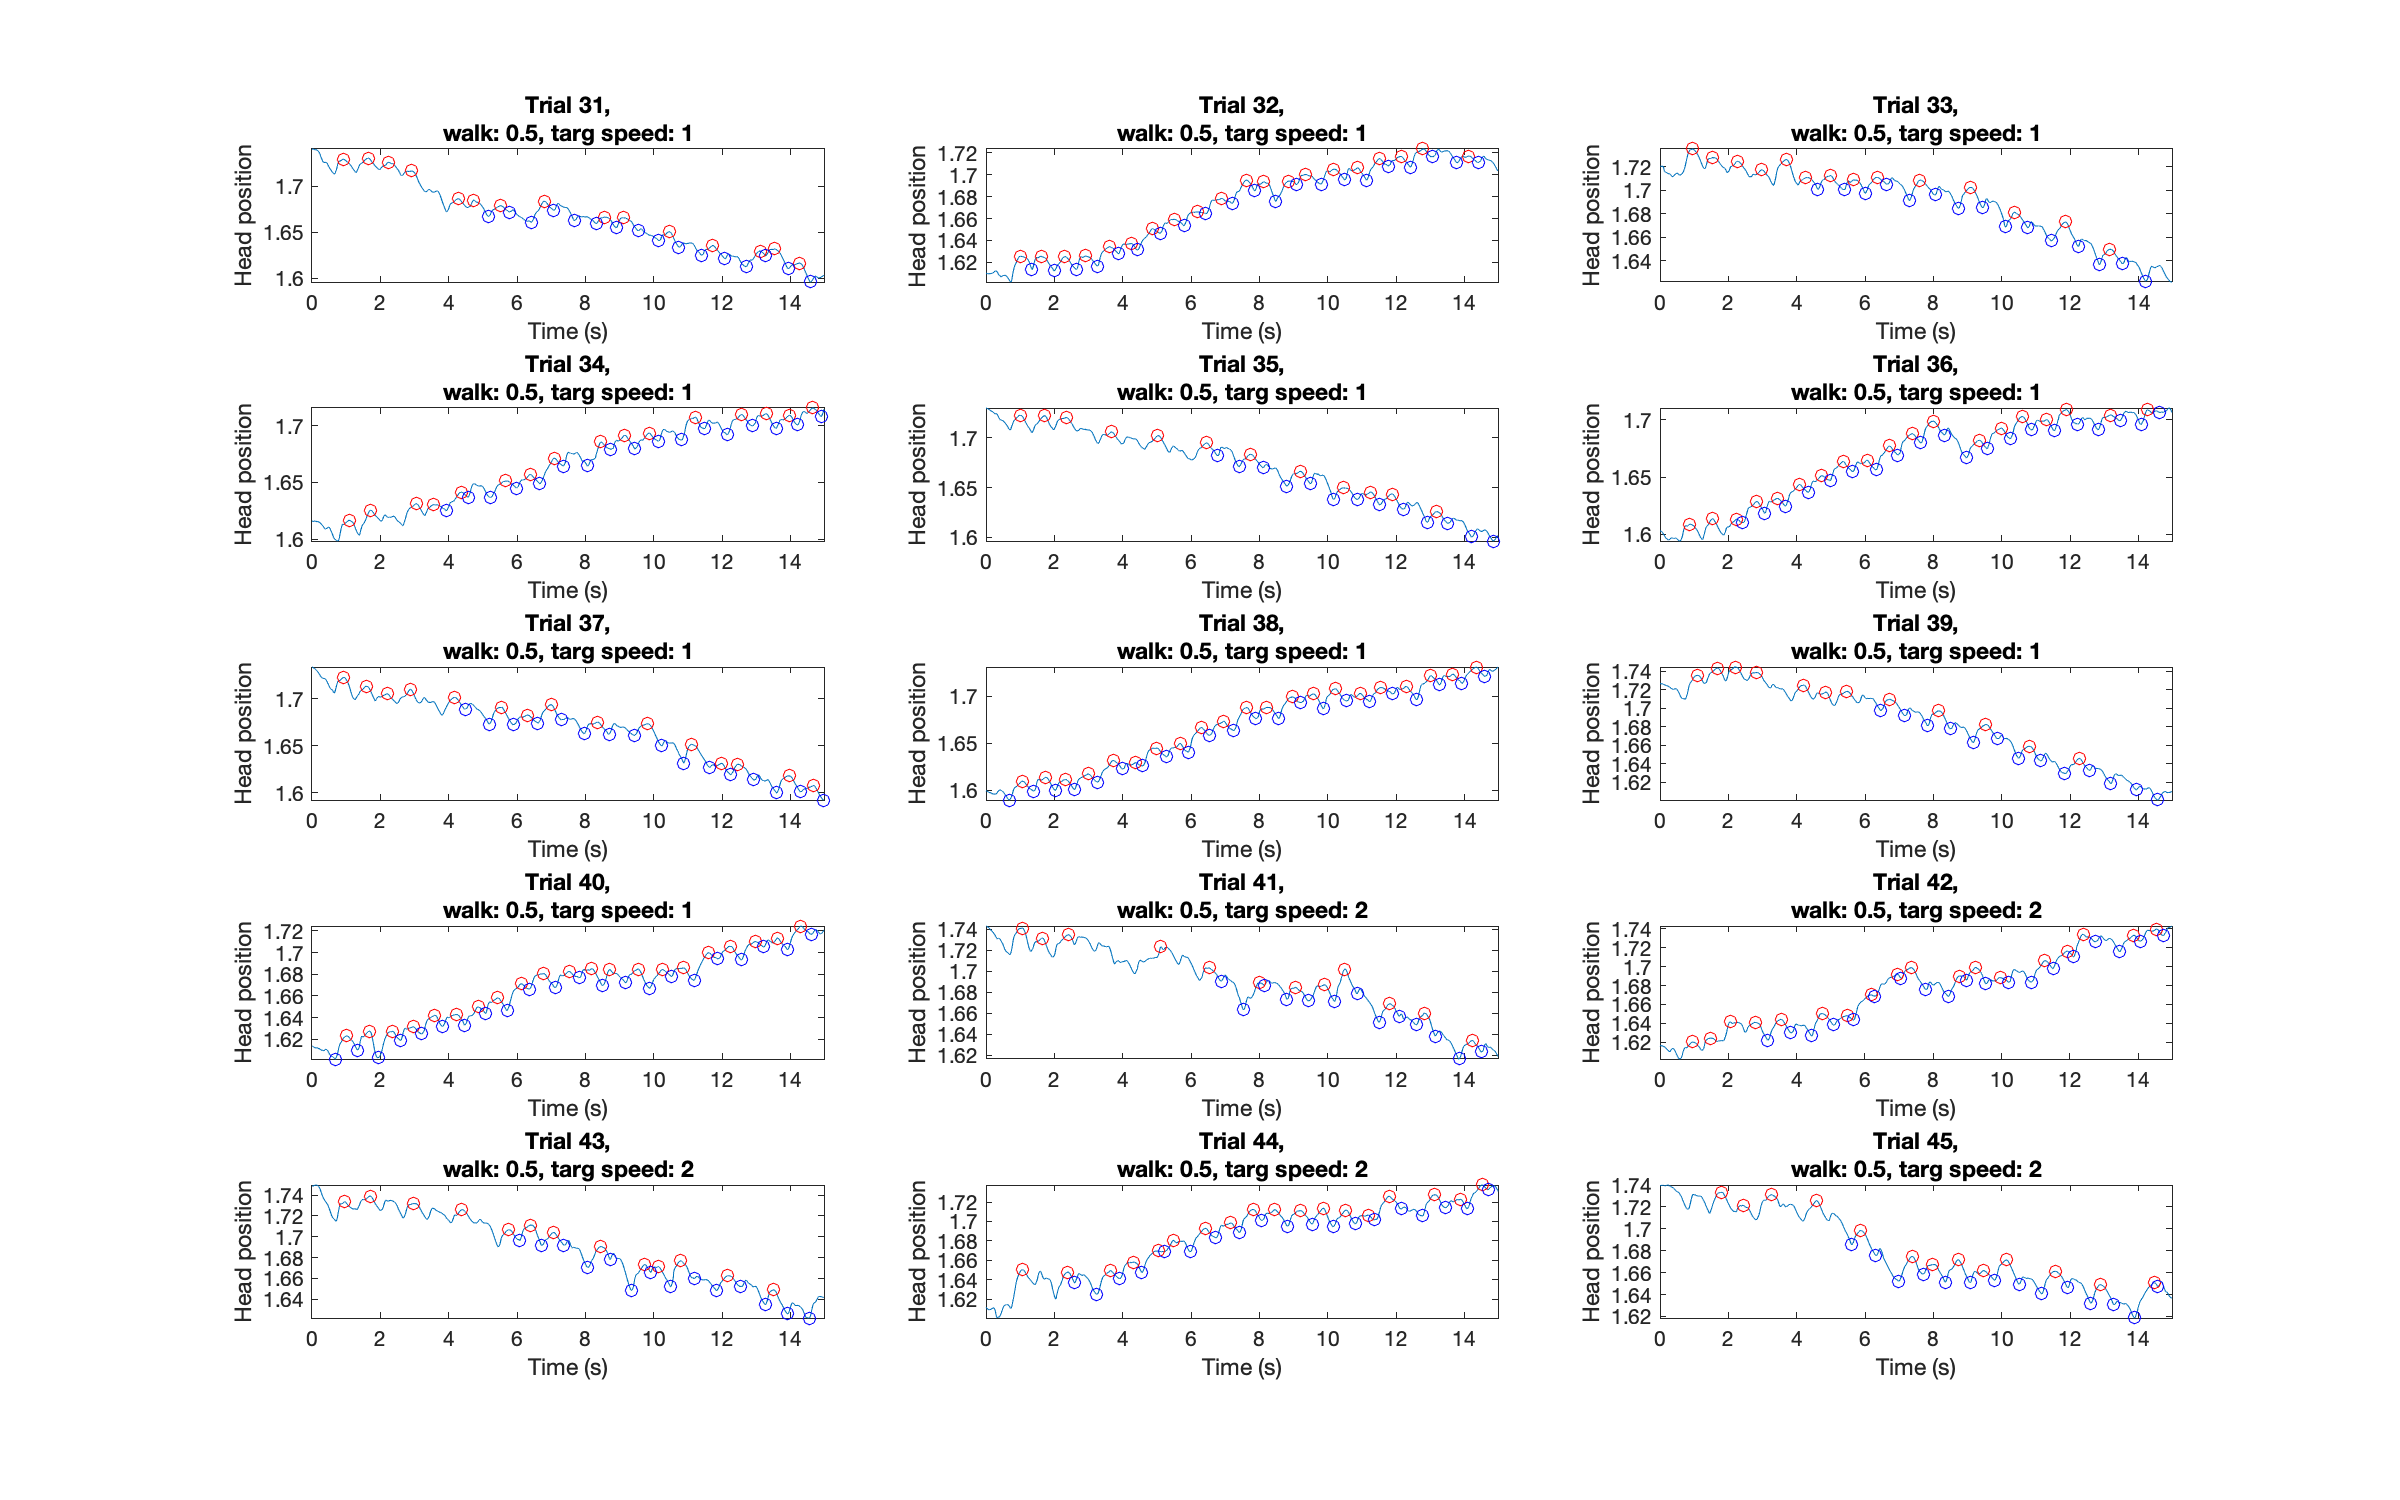 Trial 31,
walk: 0.5, targ speed: 1
Head position
1.7
1.65
1.6
0 2 4 6 8 10 12 14
Time (s)
Trial 32,
walk: 0.5, targ speed: 1
Head position
1.72
1.7
1.68
1.66
1.64
1.62
0 2 4 6 8 10 12 14
Time (s)
Trial 33,
walk: 0.5, targ speed: 1
Head position
1.72
1.7
1.68
1.66
1.64
0 2 4 6 8 10 12 14
Time (s)
Trial 34,
walk: 0.5, targ speed: 1
Head position
1.7
1.65
1.6
0 2 4 6 8 10 12 14
Time (s)
Trial 35,
walk: 0.5, targ speed: 1
Head position
1.7
1.65
1.6
0 2 4 6 8 10 12 14
Time (s)
Trial 36,
walk: 0.5, targ speed: 1
Head position
1.7
1.65
1.6
0 2 4 6 8 10 12 14
Time (s)
Trial 37,
walk: 0.5, targ speed: 1
Head position
1.7
1.65
1.6
0 2 4 6 8 10 12 14
Time (s)
Trial 38,
walk: 0.5, targ speed: 1
Head position
1.7
1.65
1.6
0 2 4 6 8 10 12 14
Time (s)
Trial 39,
walk: 0.5, targ speed: 1
Head position
1.74
1.72
1.7
1.68
1.66
1.64
1.62
0 2 4 6 8 10 12 14
Time (s)
Trial 40,
walk: 0.5, targ speed: 1
Head position
1.72
1.7
1.68
1.66
1.64
1.62
0 2 4 6 8 10 12 14
Time (s)
Trial 41,
walk: 0.5, targ speed: 2
Head position
1.74
1.72
1.7
1.68
1.66
1.64
1.62
0 2 4 6 8 10 12 14
Time (s)
Trial 42,
walk: 0.5, targ speed: 2
Head position
1.74
1.72
1.7
1.68
1.66
1.64
1.62
0 2 4 6 8 10 12 14
Time (s)
Trial 43,
walk: 0.5, targ speed: 2
Head position
1.74
1.72
1.7
1.68
1.66
1.64
0 2 4 6 8 10 12 14
Time (s)
Trial 44,
walk: 0.5, targ speed: 2
Head position
1.72
1.7
1.68
1.66
1.64
1.62
0 2 4 6 8 10 12 14
Time (s)
Trial 45,
walk: 0.5, targ speed: 2
Head position
1.74
1.72
1.7
1.68
1.66
1.64
1.62
0 2 4 6 8 10 12 14
Time (s)